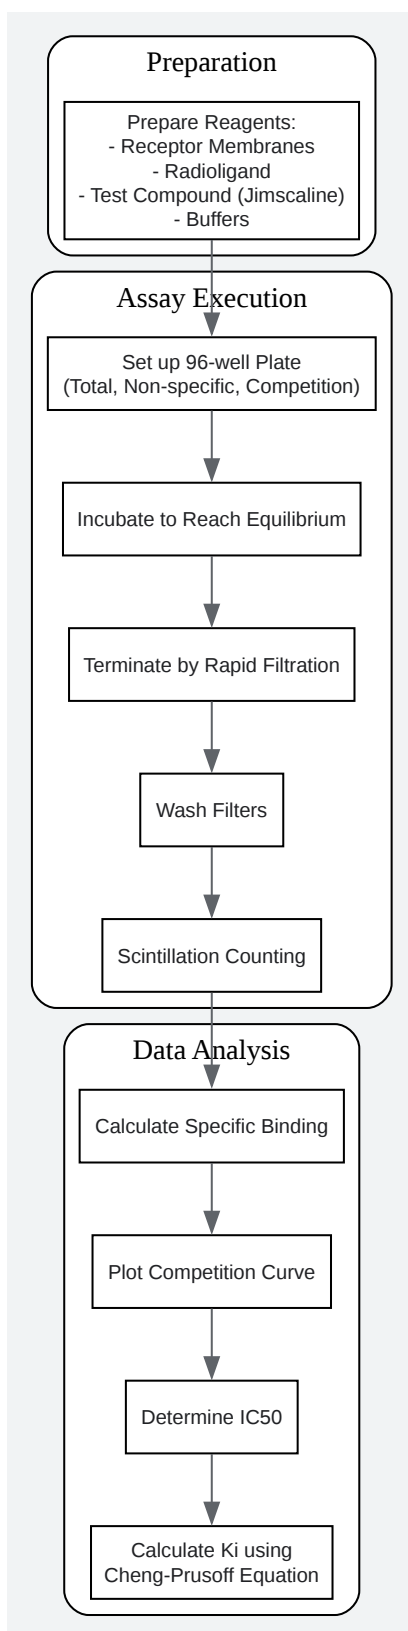 Preparation
Prepare Reagents:
- Receptor Membranes
- Radioligand
- Test Compound (Jimscaline)
- Buffers
Assay Execution
Set up 96-well Plate
(Total, Non-specific, Competition)
Incubate to Reach Equilibrium
Terminate by Rapid Filtration
Wash Filters
Scintillation Counting
Data Analysis
Calculate Specific Binding
Plot Competition Curve
Determine IC50
Calculate Ki using
Cheng-Prusoff Equation